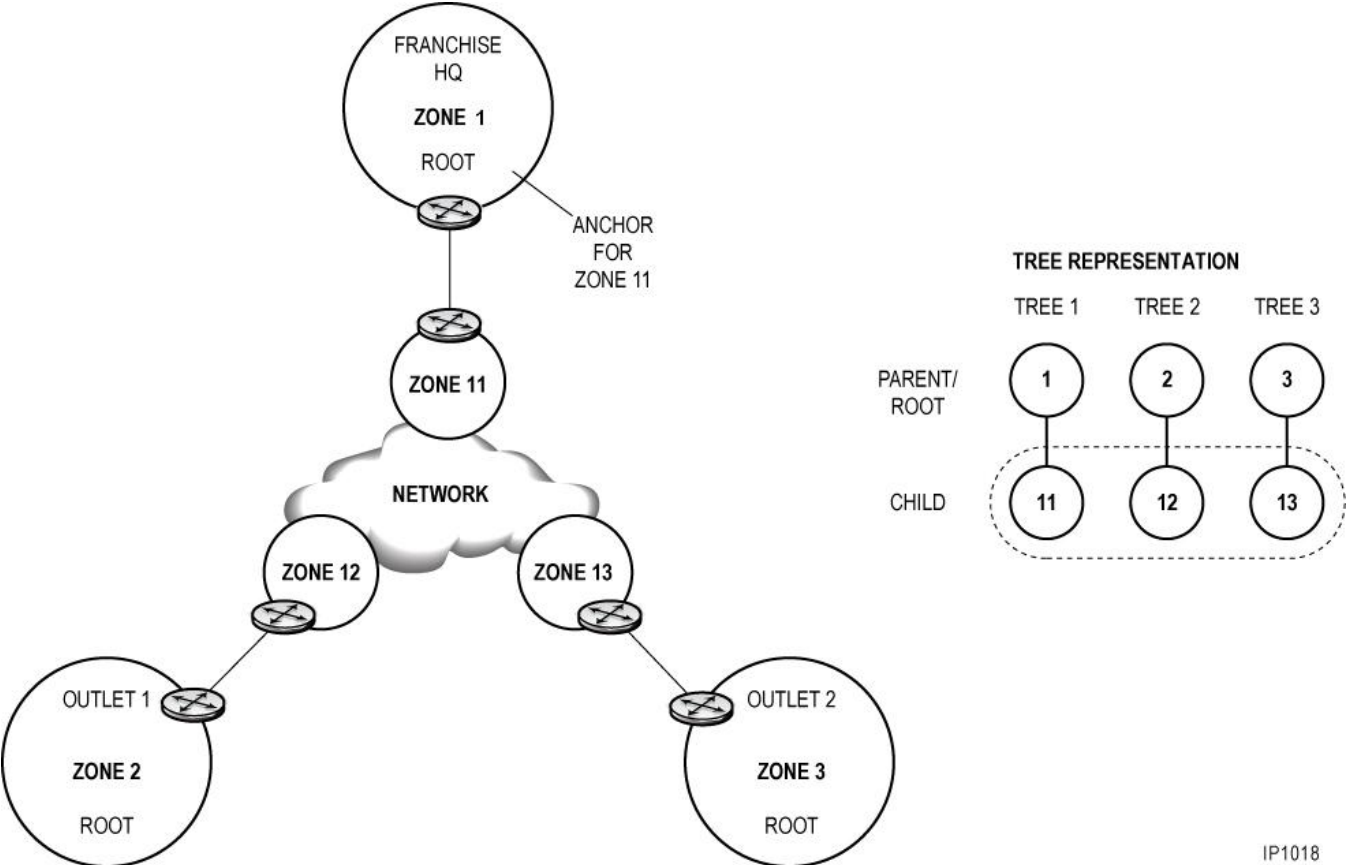 FRANCHISE
HQ
ZONE 1
ROOT
ANCHOR
FOR
ZONE 11
ZONE 11
NETWORK
ZONE 12
ZONE 13
OUTLET 1
ZONE 2
ROOT
OUTLET 2
ZONE 3
ROOT
TREE REPRESENTATION
TREE 1 TREE 2 TREE 3
PARENT/
ROOT
1 2 3
CHILD
11 12 13
IP1018